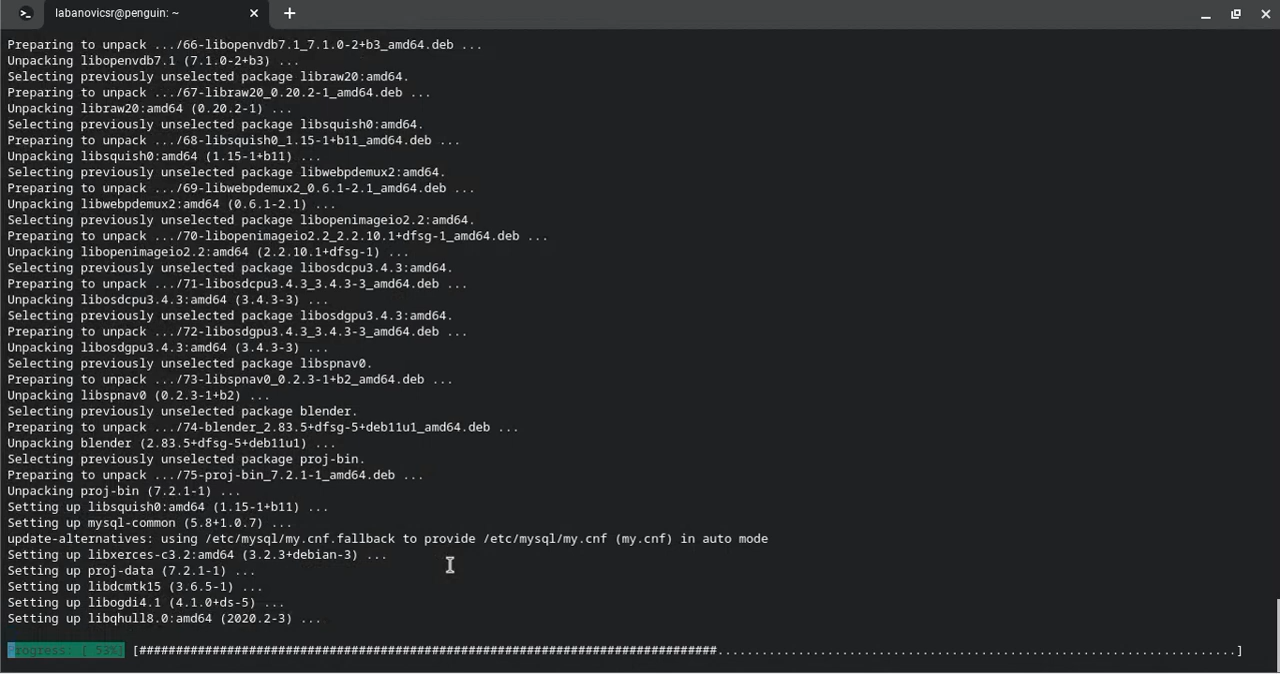 labanovicsr@penguin: ~
Preparing to unpack .../66-libopenvdb7.1_7.1.0-2+b3_amd64.deb ...
Unpacking libopenvdb7.1 (7.1.0-2+b3) ...
Selecting previously unselected package libraw20:amd64.
Preparing to unpack .../67-libraw20_0.20.2-1_amd64.deb ...
Unpacking libraw20:amd64 (0.20.2-1) ...
Selecting previously unselected package libsquish0:amd64.
Preparing to unpack .../68-libsquish0_1.15-1+b11_amd64.deb ...
Unpacking libsquish0:amd64 (1.15-1+b11) ...
Selecting previously unselected package libwebpdemux2:amd64.
Preparing to unpack .../69-libwebpdemux2_0.6.1-2.1_amd64.deb ...
Unpacking libwebpdemux2:amd64 (0.6.1-2.1) ...
Selecting previously unselected package libopenimageio2.2:amd64.
Preparing to unpack .../70-libopenimageio2.2_2.2.10.1+dfsg-1_amd64.deb ...
Unpacking libopenimageio2.2:amd64 (2.2.10.1+dfsg-1) ...
Selecting previously unselected package libosdcpu3.4.3:amd64.
Preparing to unpack .../71-libosdcpu3.4.3_3.4.3-3_amd64.deb ...
Unpacking libosdcpu3.4.3:amd64 (3.4.3-3) ...
Selecting previously unselected package libosdgpu3.4.3:amd64.
Preparing to unpack .../72-libosdgpu3.4.3_3.4.3-3_amd64.deb ...
Unpacking libosdgpu3.4.3:amd64 (3.4.3-3) ...
Selecting previously unselected package libspnav0.
Preparing to unpack .../73-libspnav0_0.2.3-1+b2_amd64.deb ...
Unpacking libspnav0 (0.2.3-1+b2) ...
Selecting previously unselected package blender.
Preparing to unpack .../74-blender_2.83.5+dfsg-5+deb11u1_amd64.deb ...
Unpacking blender (2.83.5+dfsg-5+deb11u1) ...
Selecting previously unselected package proj-bin.
Preparing to unpack .../75-proj-bin_7.2.1-1_amd64.deb ...
Unpacking proj-bin (7.2.1-1) ...
Setting up libsquish0:amd64 (1.15-1+b11) ...
Setting up mysql-common (5.8+1.0.7) ...
update-alternatives: using /etc/mysql/my.cnf.fallback to provide /etc/mysql/my.cnf (my.cnf) in auto mode
Setting up libxerces-c3.2:amd64 (3.2.3+debian-3) ...
Setting up proj-data (7.2.1-1) ...
Setting up libdcmtk15 (3.6.5-1) ...
Setting up libogdi4.1 (4.1.0+ds-5) ...
Setting up libqhull8.0:amd64 (2020.2-3) ...
Progress: [ 53%] [###############################################################################.......................................................................]